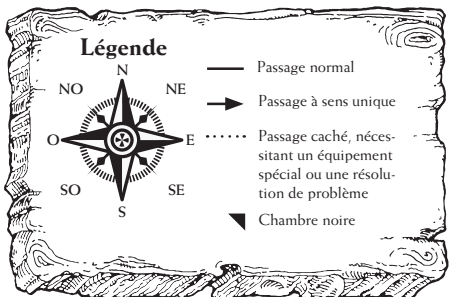 Légende
N
NO NE
O E
SO SE
S
Passage normal
Passage à sens unique
Passage caché, néces-
sitant un équipement
spécial ou une résolu-
tion de problème
Chambre noire